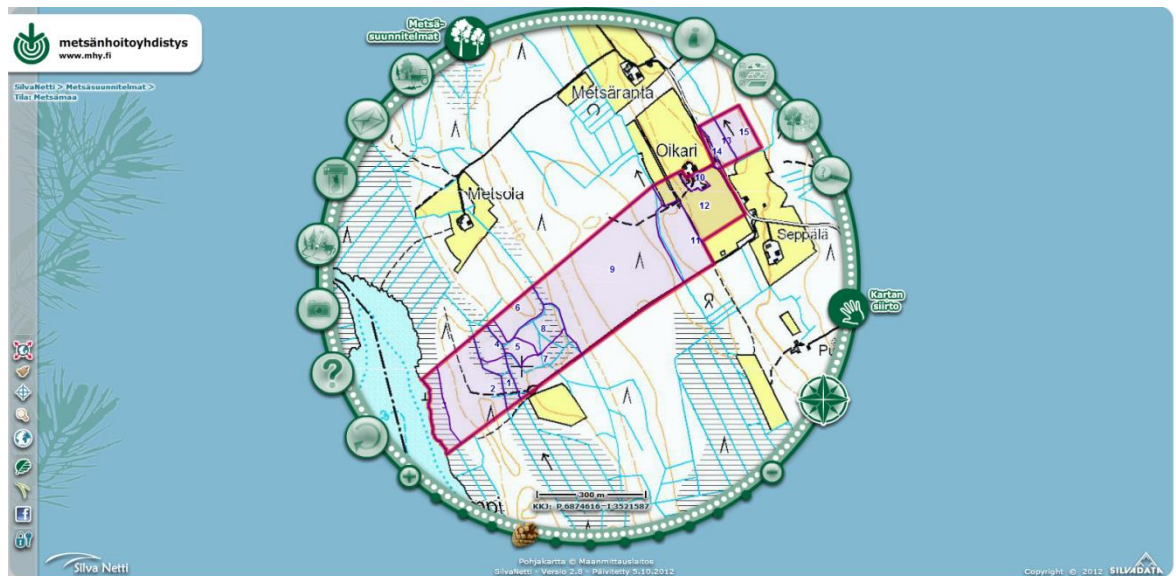 metsänhoitoyhdistys
www.mhy.fi
SilvaNetti > Metsäsuunnitelmat >
Tila: Metsämaa
Metsä-
suunnitelmat
Metsäranta
15
13
14
Oikari
10
Metsola
12
Seppälä
11
9
Kartan
siirto
6
8
4
5
7
2
1
3
300 m
KKJ: P.6874616 I:3521587
Pohjakartta © Maanmittauslaitos
SilvaNetti - Versio 2.8 - Päivitetty 5.10.2012
Silva Netti
Copyright © 2012 SILVADATA